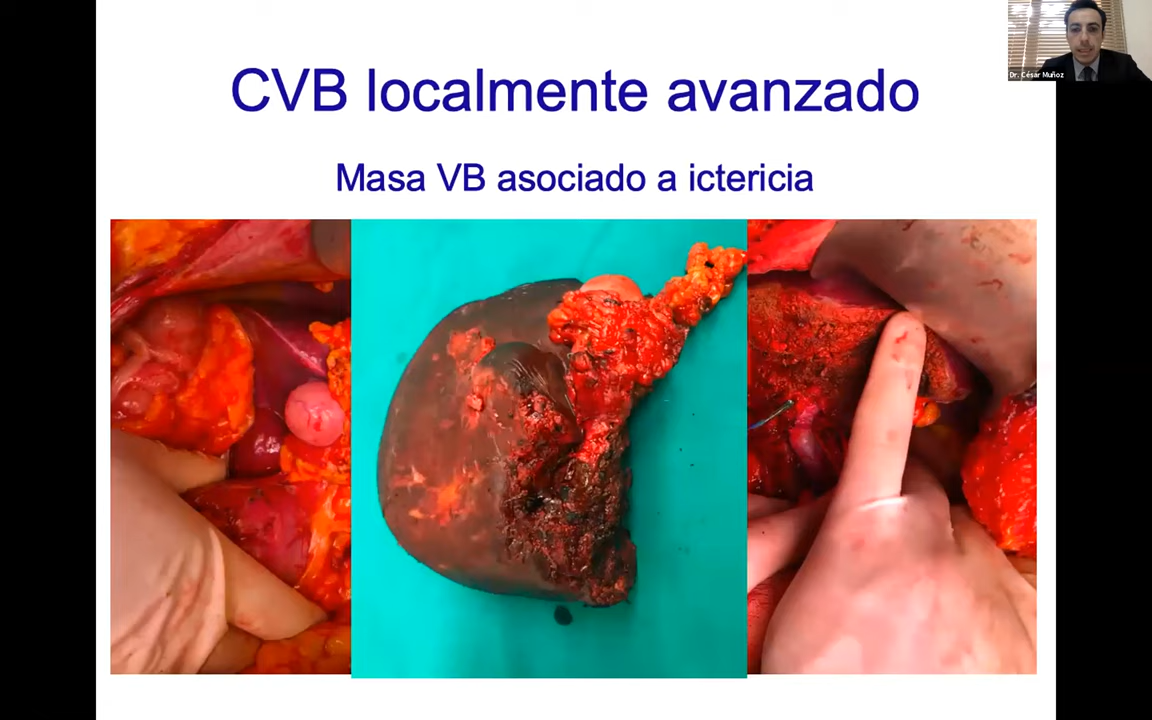 CVB localmente avanzado
Masa VB asociado a ictericia
Dr. César Muñoz